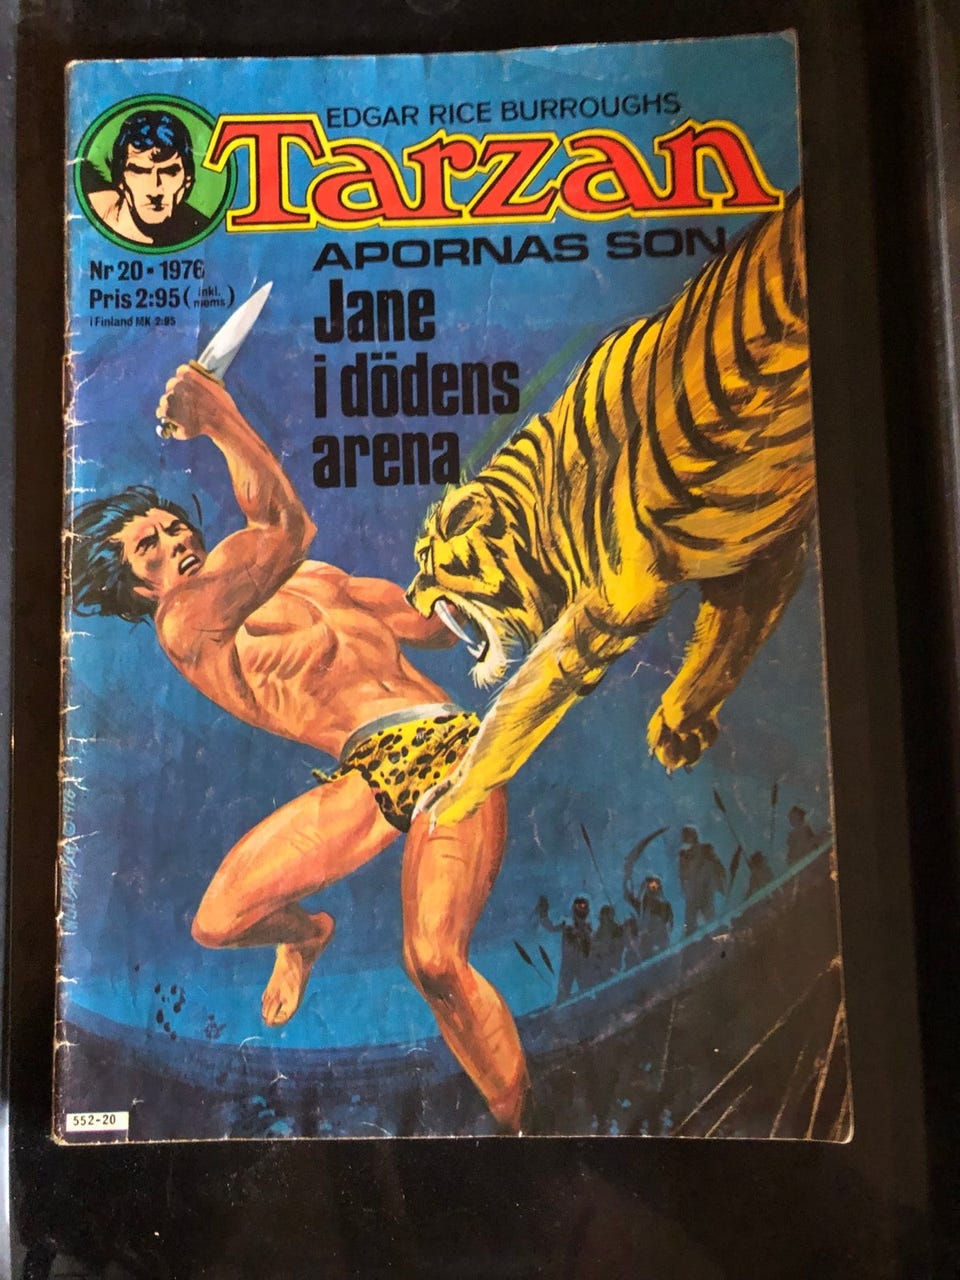 EDGAR RICE BURROUGHS
Tarzan
APORNAS SON
Nr 20 • 1976
Pris 2:95 (inkl. moms)
i Finland MK 2:95
Jane
i dödens
arena
552-20